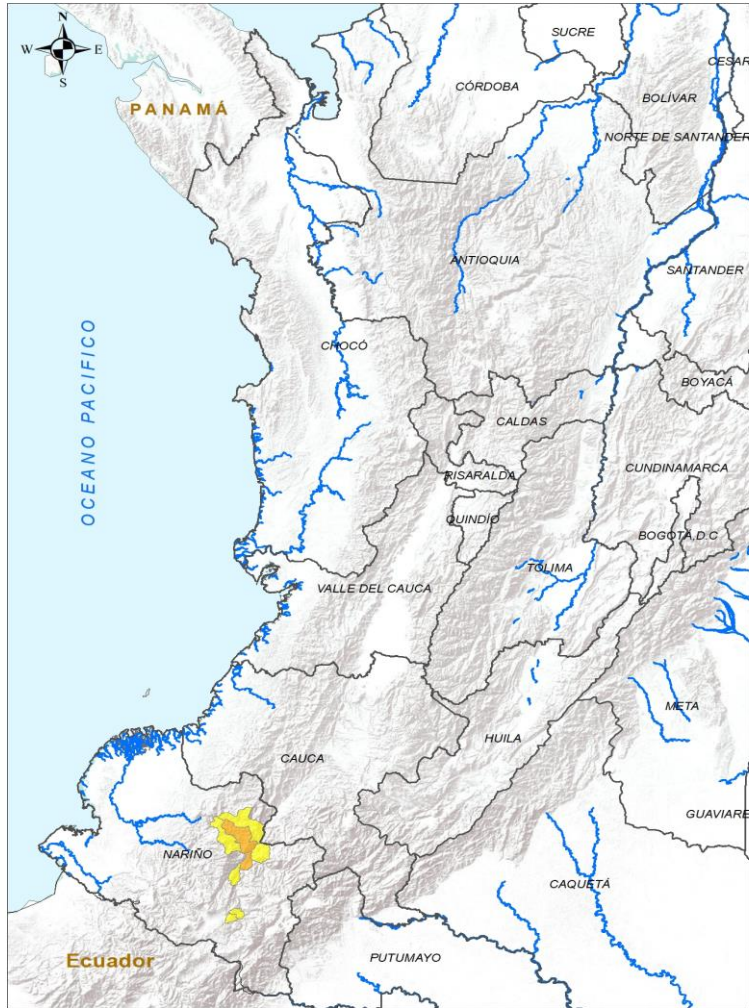 N
W E
S
SUCRE
CESAR
CÓRDOBA
BOLÍVAR
PANAMÁ
NORTE DE SANTANDER
ANTIOQUIA
SANTANDER
OCEANO PACIFICO
CHOCÓ
BOYACÁ
CALDAS
CUNDINAMARCA
RISARALDA
QUINDÍO
BOGOTÁ,D.C
TOLIMA
VALLE DEL CAUCA
META
HUILA
CAUCA
GUAVIARE
NARIÑO
CAQUETÁ
Ecuador
PUTUMAYO